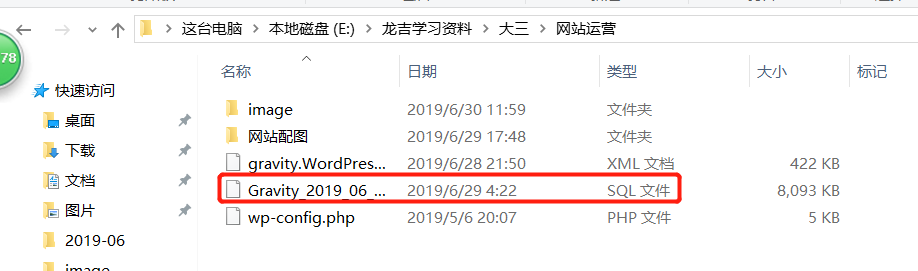 这台电脑 > 本地磁盘 (E:) > 龙吉学习资料 > 大三 > 网站运营
78
名称 日期 类型 大小 标记
快速访问
桌面
下载
文档
图片
2019-06
image
image 2019/6/30 11:59 文件夹
网站配图 2019/6/29 17:48 文件夹
gravity.WordPres... 2019/6/28 21:50 XML 文档 422 KB
Gravity_2019_06_... 2019/6/29 4:22 SQL 文件 8,093 KB
wp-config.php 2019/5/6 20:07 PHP 文件 5 KB